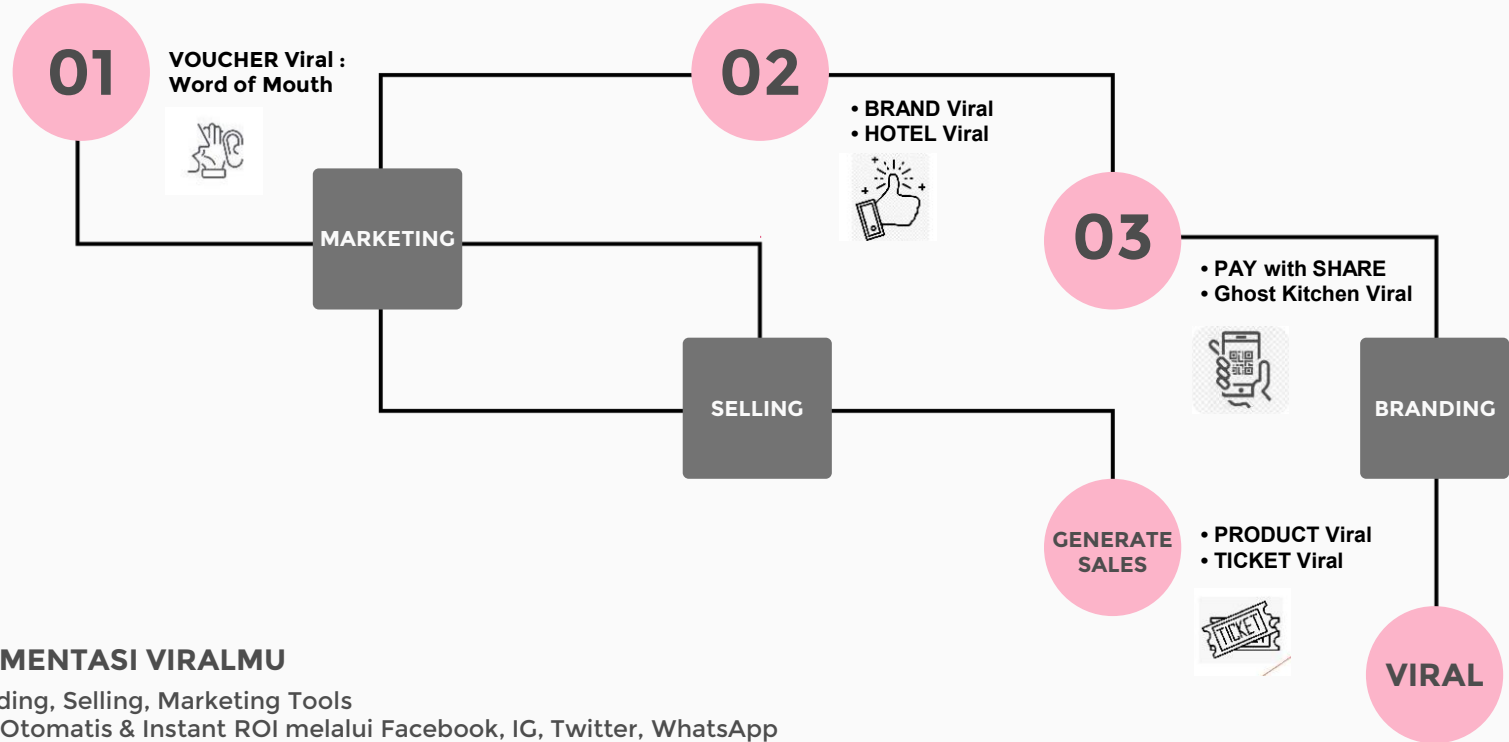 01
VOUCHER Viral :
Word of Mouth
02
• BRAND Viral
• HOTEL Viral
MARKETING
03
• PAY with SHARE
• Ghost Kitchen Viral
SELLING
BRANDING
GENERATE
SALES
• PRODUCT Viral
• TICKET Viral
TICKET
VIRAL
MENTASI VIRALMU
ding, Selling, Marketing Tools
Otomatis & Instant ROI melalui Facebook, IG, Twitter, WhatsApp